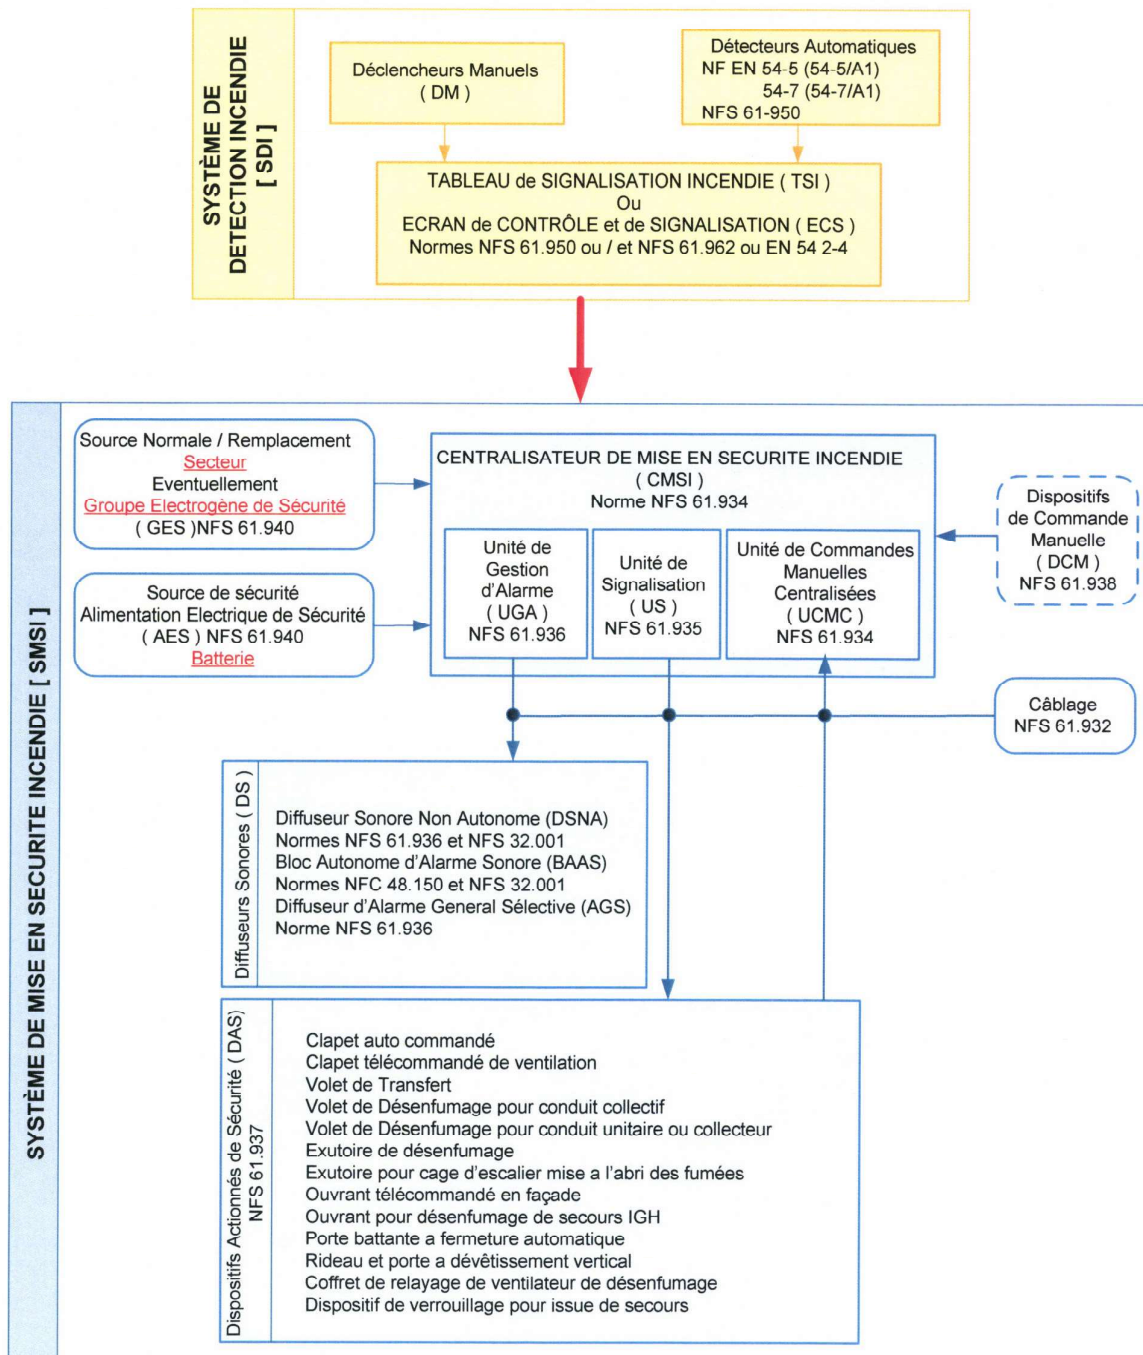 SYSTÈME DE
DETECTION INCENDIE
[ SDI ]
Déclencheurs Manuels
( DM )
Détecteurs Automatiques
NF EN 54-5 (54-5/A1)
54-7 (54-7/A1)
NFS 61-950
TABLEAU de SIGNALISATION INCENDIE ( TSI )
Ou
ECRAN de CONTRÔLE et de SIGNALISATION ( ECS )
Normes NFS 61.950 ou / et NFS 61.962 ou EN 54 2-4
SYSTÈME DE MISE EN SECURITE INCENDIE [ SMSI ]
Source Normale / Remplacement
Secteur
Eventuellement
Groupe Electrogène de Sécurité
( GES )NFS 61.940
Source de sécurité
Alimentation Electrique de Sécurité
( AES ) NFS 61.940
Batterie
CENTRALISATEUR DE MISE EN SECURITE INCENDIE
( CMSI )
Norme NFS 61.934
Unité de
Gestion
d'Alarme
( UGA )
NFS 61.936
Unité de
Signalisation
( US )
NFS 61.935
Unité de Commandes
Manuelles
Centralisées
( UCMC )
NFS 61.934
Dispositifs
de Commande
Manuelle
( DCM )
NFS 61.938
Câblage
NFS 61.932
Diffuseurs Sonores ( DS )
Diffuseur Sonore Non Autonome (DSNA)
Normes NFS 61.936 et NFS 32.001
Bloc Autonome d'Alarme Sonore (BAAS)
Normes NFC 48.150 et NFS 32.001
Diffuseur d'Alarme General Sélective (AGS)
Norme NFS 61.936
Dispositifs Actionnés de Sécurité ( DAS)
NFS 61.937
Clapet auto commandé
Clapet télécommandé de ventilation
Volet de Transfert
Volet de Désenfumage pour conduit collectif
Volet de Désenfumage pour conduit unitaire ou collecteur
Exutoire de désenfumage
Exutoire pour cage d'escalier mise a l'abri des fumées
Ouvrant télécommandé en façade
Ouvrant pour désenfumage de secours IGH
Porte battante a fermeture automatique
Rideau et porte a dévêtissement vertical
Coffret de relayage de ventilateur de désenfumage
Dispositif de verrouillage pour issue de secours